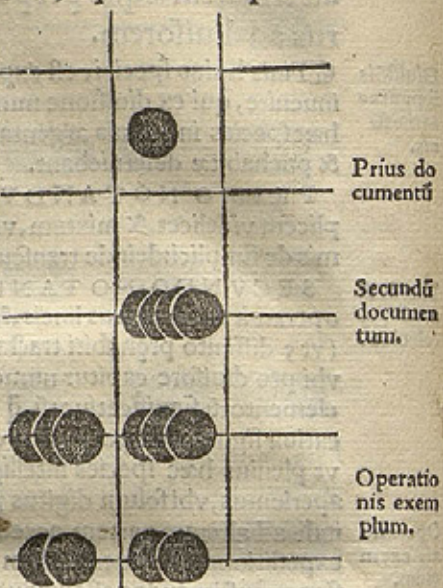 Prius do
cumentū
Secundū
documen
tum.
Operatio
nis exem
plum.